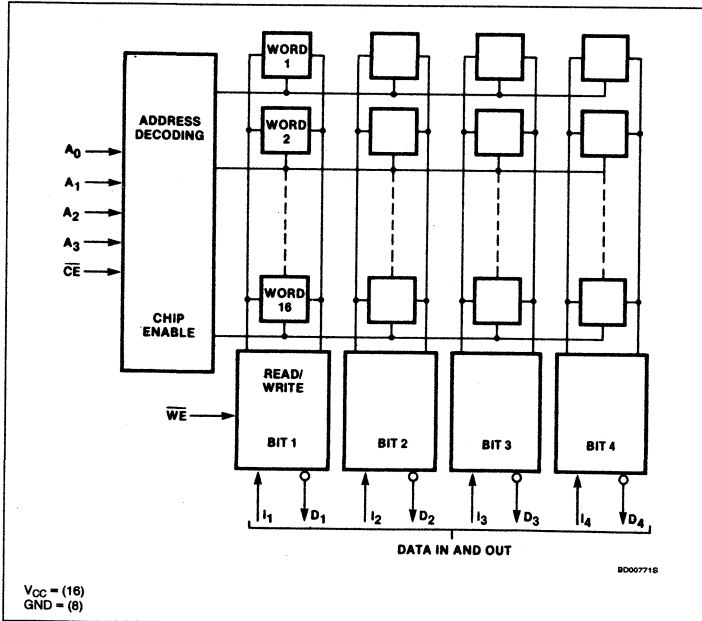 WORD
1
ADDRESS
DECODING
WORD
2
A0
A1
A2
A3
CE
WORD
16
CHIP
ENABLE
READ/
WRITE
WE
BIT 1
BIT 2
BIT 3
BIT 4
I1 D1 I2 D2 I3 D3 I4 D4
DATA IN AND OUT
BD00771S
VCC = (16)
GND = (8)